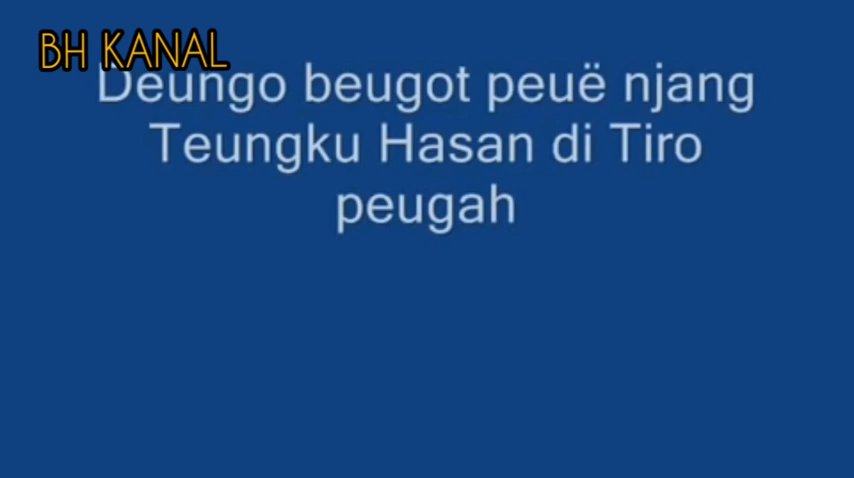 BH KANAL
Deungo beugot peuë njang
Teungku Hasan di Tiro
peugah